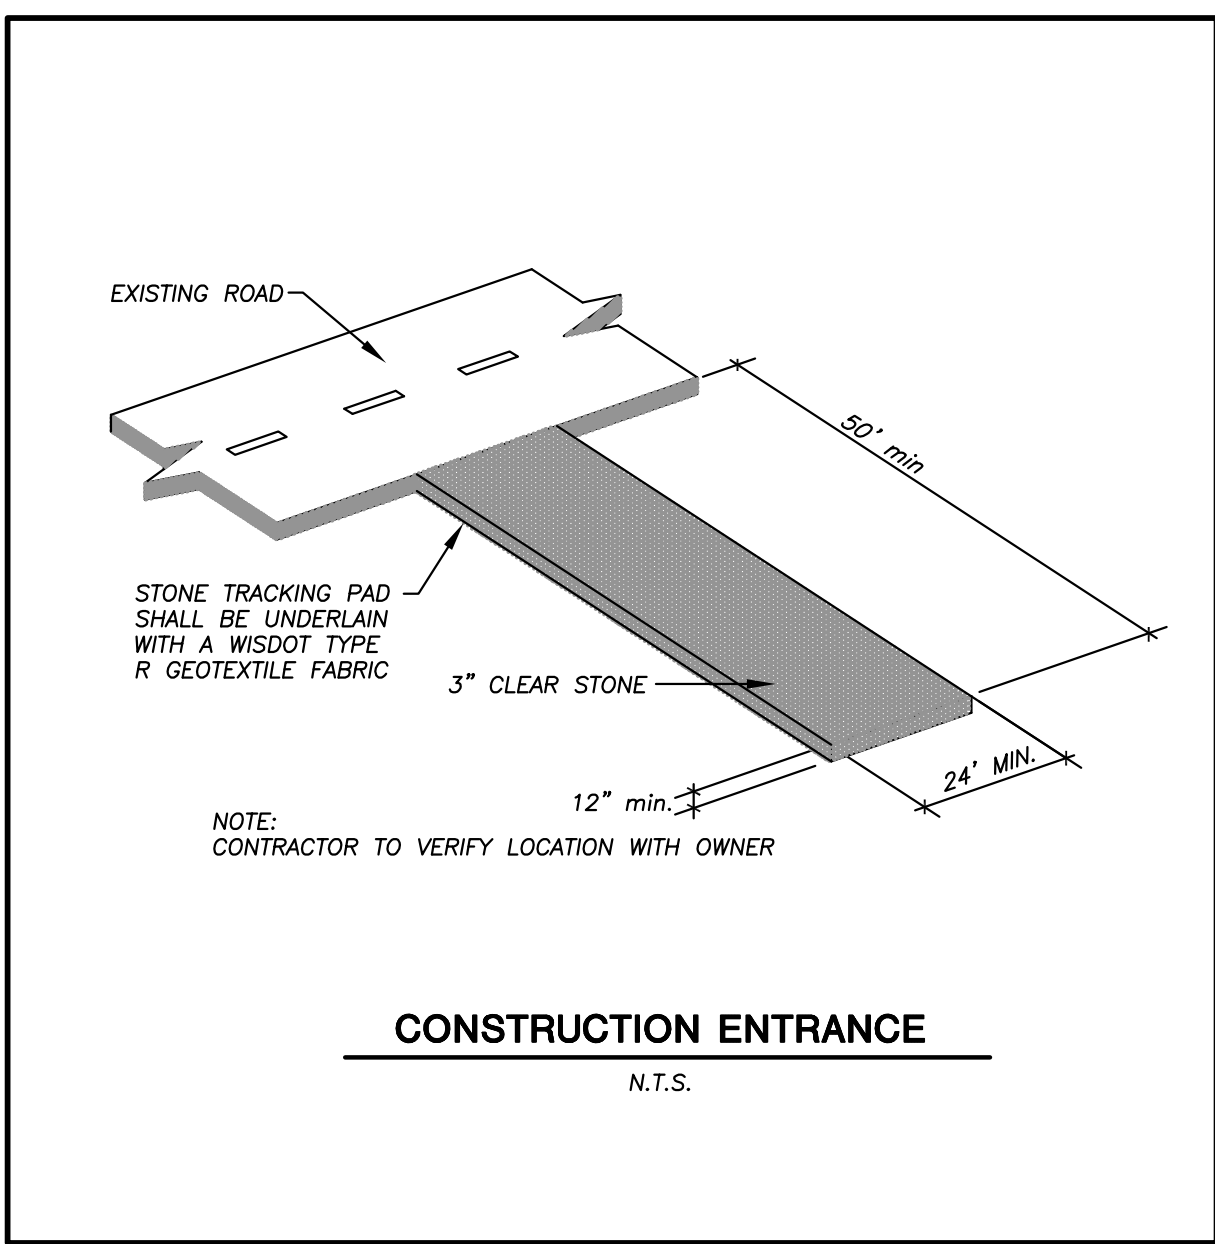 EXISTING ROAD
50' min
STONE TRACKING PAD
SHALL BE UNDERLAIN
WITH A WISDOT TYPE
R GEOTEXTILE FABRIC
3" CLEAR STONE
24' MIN.
12" min.
NOTE:
CONTRACTOR TO VERIFY LOCATION WITH OWNER
CONSTRUCTION ENTRANCE
N.T.S.